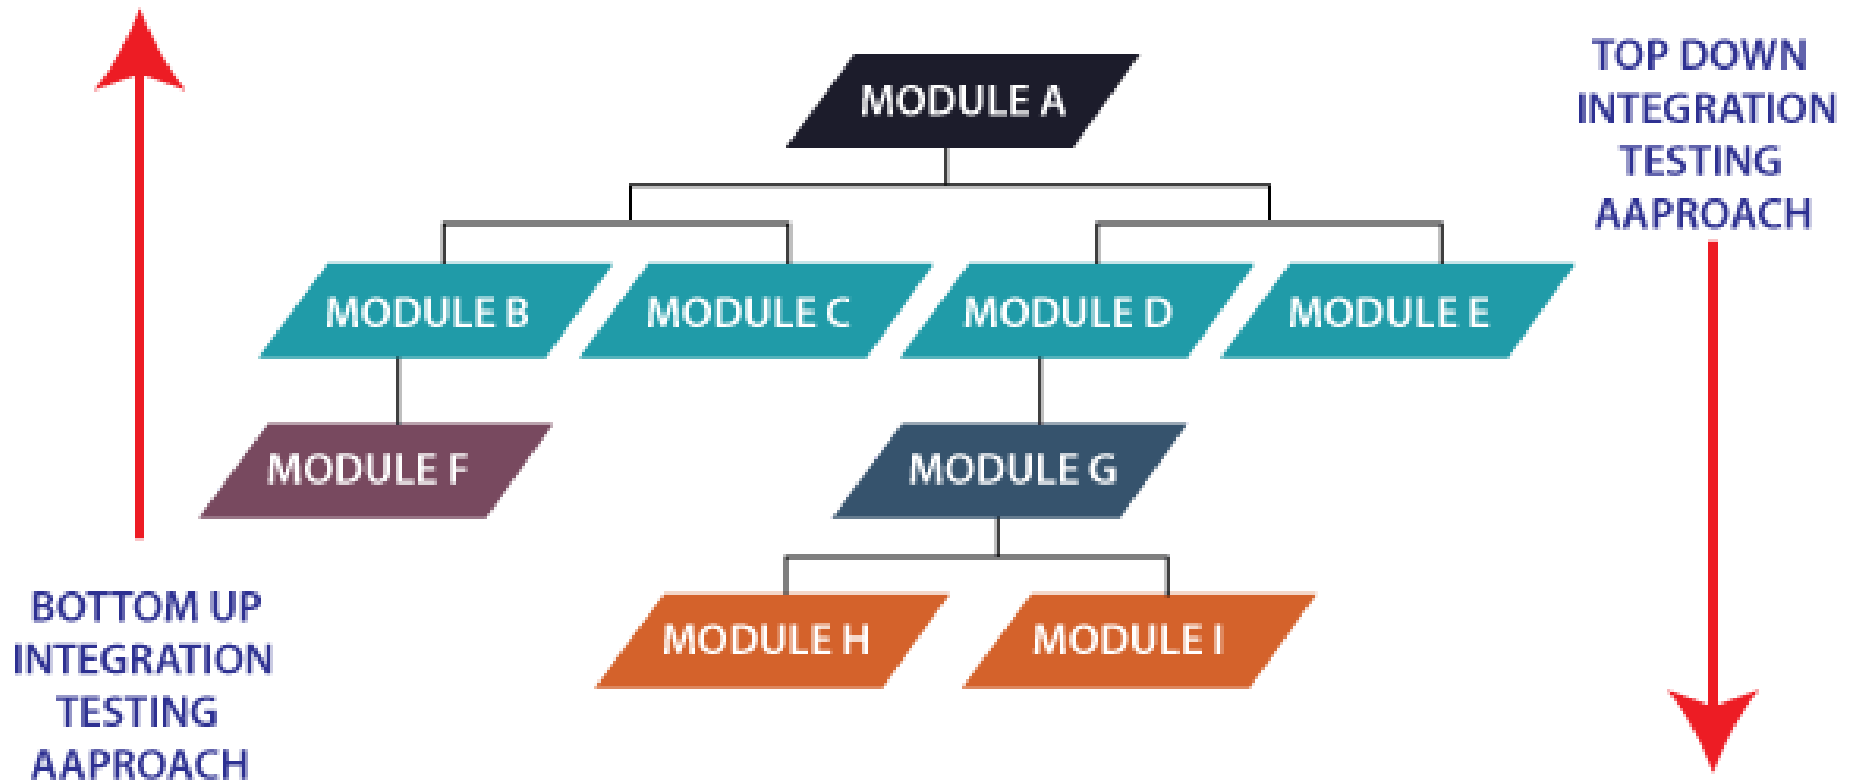 MODULE A
TOP DOWN
INTEGRATION
TESTING
AAPROACH
MODULE B
MODULE C
MODULE D
MODULE E
MODULE F
MODULE G
MODULE H
MODULE I
BOTTOM UP
INTEGRATION
TESTING
AAPROACH